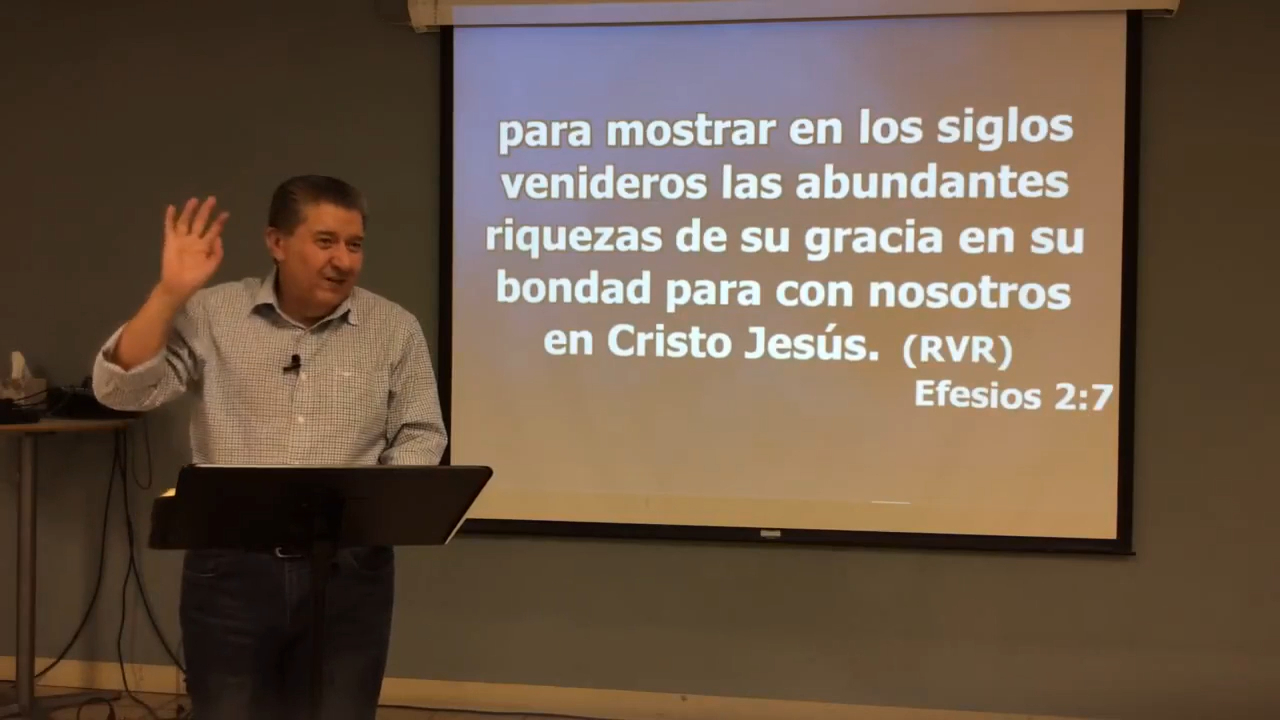 para mostrar en los siglos
venideros las abundantes
riquezas de su gracia en su
bondad para con nosotros
en Cristo Jesús. (RVR)
Efesios 2:7